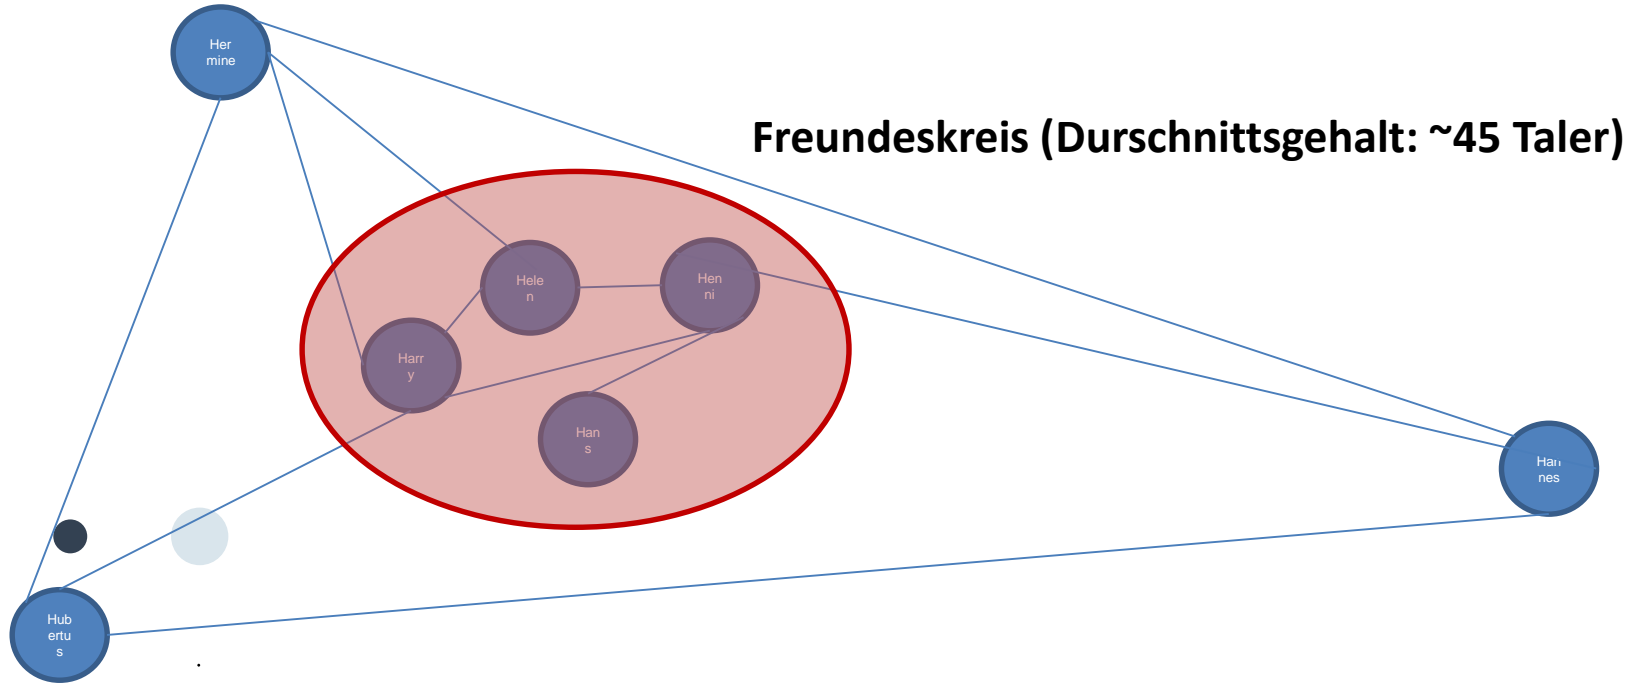 Her
mine
Freundeskreis (Durschnittsgehalt: ~45 Taler)
Hele
n
Hen
ni
Harr
y
Han
s
Han
nes
Hub
ertu
s
.